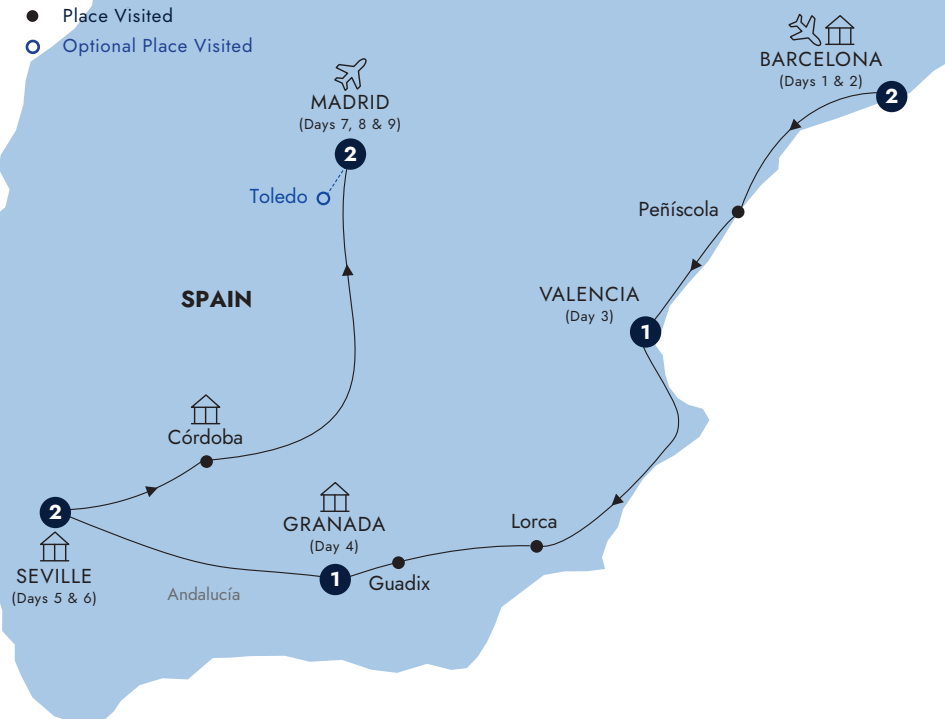 Place Visited
Optional Place Visited
BARCELONA
(Days 1 & 2)
2
MADRID
(Days 7, 8 & 9)
2
Toledo
Peñíscola
SPAIN
VALENCIA
(Day 3)
1
Córdoba
2
SEVILLE
(Days 5 & 6)
GRANADA
(Day 4)
1
Lorca
Guadix
Andalucía